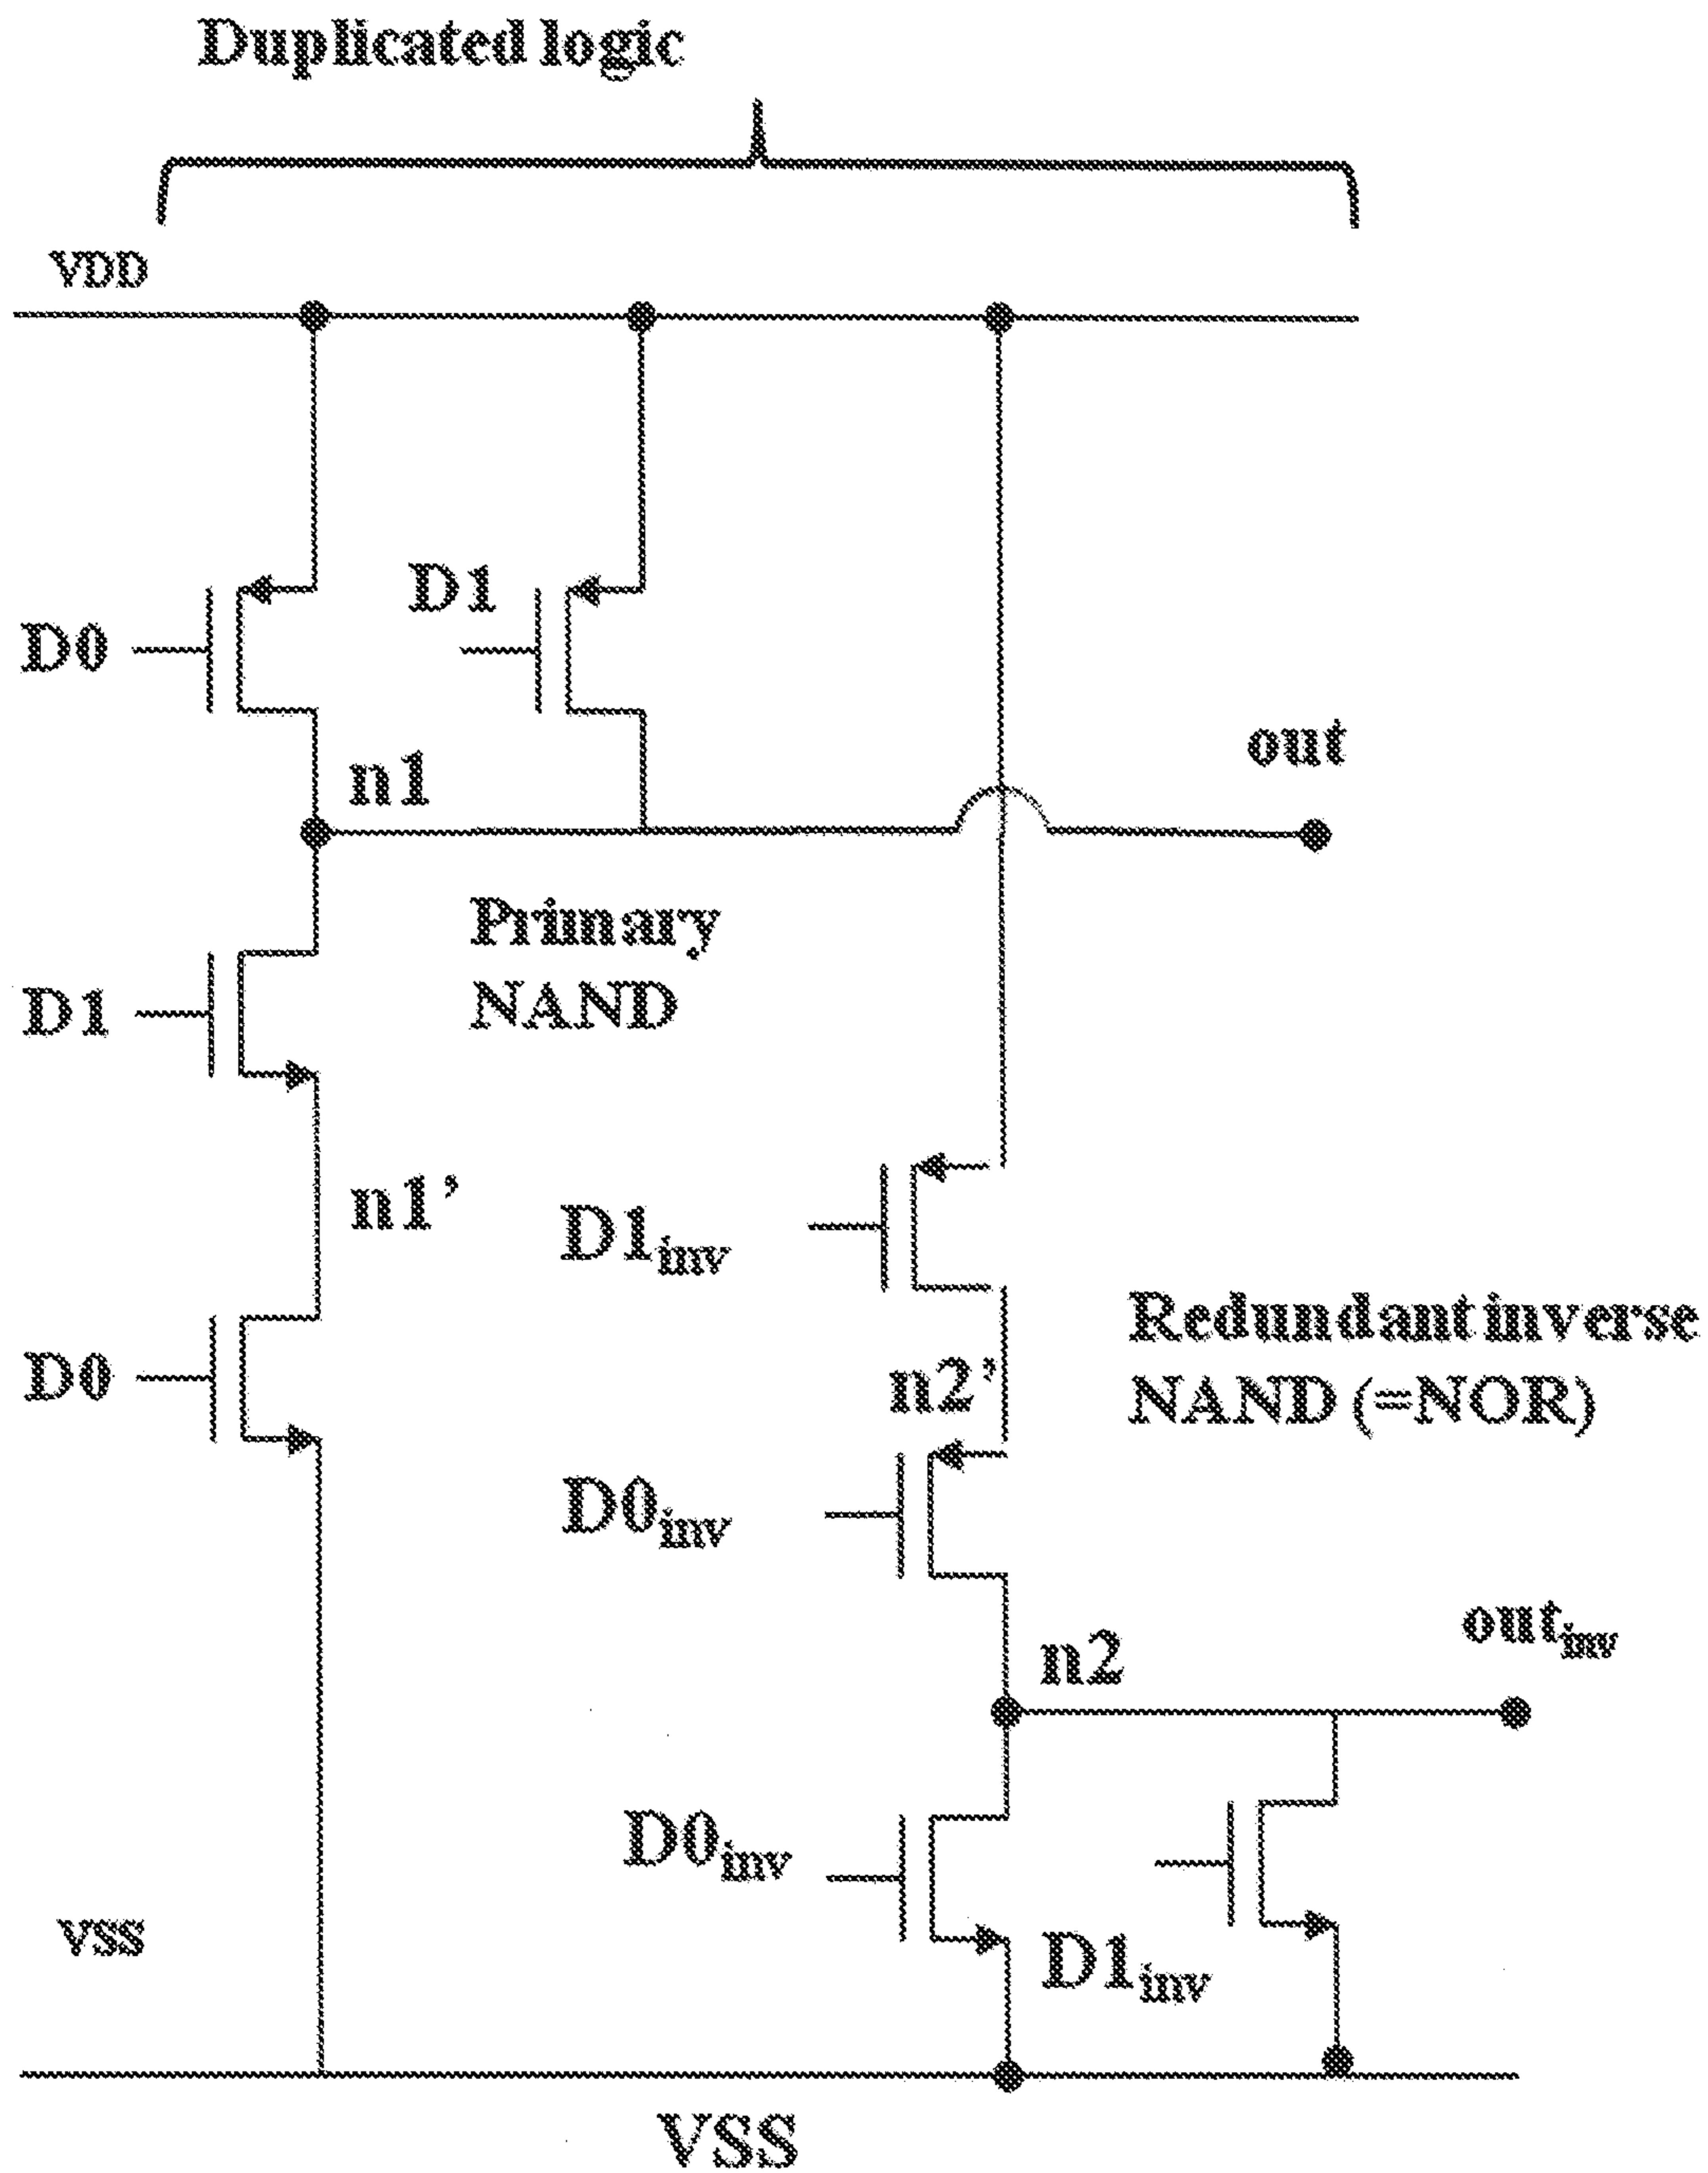 Duplicated logic
VDD
D0
D1
out
n1
Primary
NAND
D1
n1’
D1inv
Redundant inverse
NAND (=NOR)
n2’
D0
D0inv
outinv
n2
D0inv
VSS
D1inv
VSS